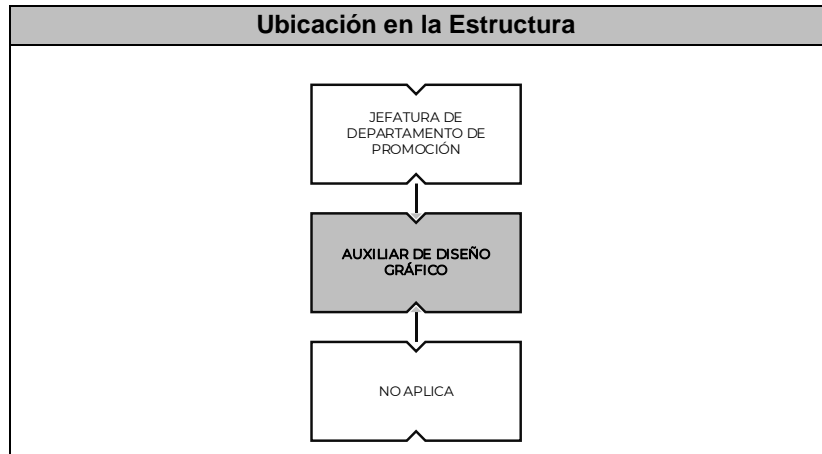 Ubicación en la Estructura
JEFATURA DE
DEPARTAMENTO DE
PROMOCIÓN
AUXILIAR DE DISEÑO
GRÁFICO
NO APLICA